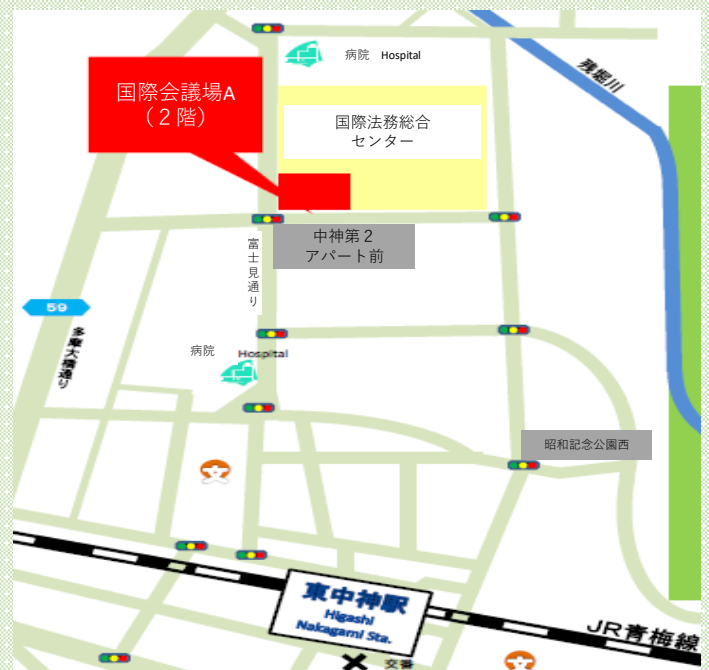 病院 Hospital
残堀川
国際会議場A
（２階）
国際法務総合
センター
中神第２
アパート前
富士見通り
59
多摩大橋通り
病院 Hospital
昭和記念公園西
文
東中神駅
Higashi
Nakagami Sta.
JR青梅線
交番
文